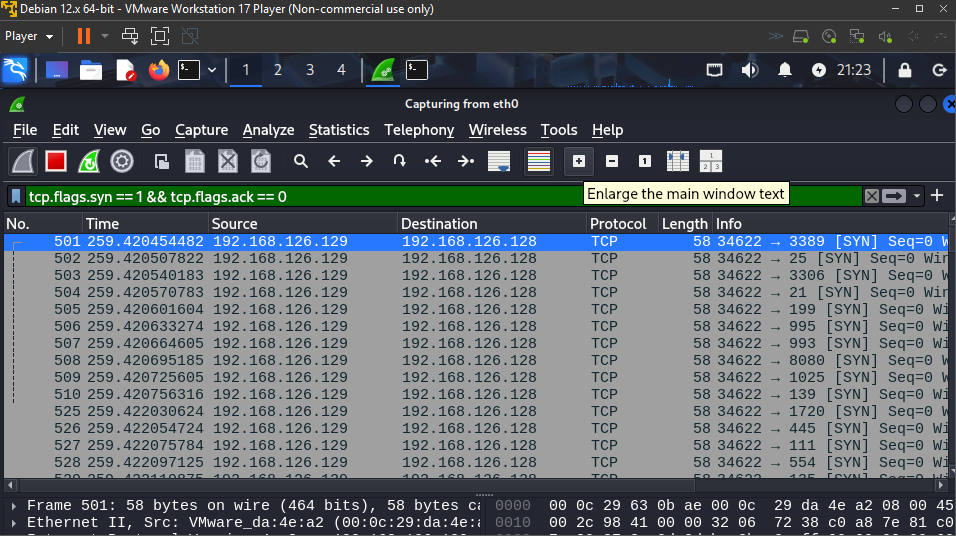 Debian 12.x 64-bit - VMware Workstation 17 Player (Non-commercial use only)
Player
1 2 3 4 21:23
Capturing from eth0
File Edit View Go Capture Analyze Statistics Telephony Wireless Tools Help
tcp.flags.syn == 1 && tcp.flags.ack == 0
Enlarge the main window text
No. Time Source Destination Protocol Length Info
501 259.420454482 192.168.126.129 192.168.126.128 TCP 58 34622 → 3389 [SYN] Seq=0 W
502 259.420507822 192.168.126.129 192.168.126.128 TCP 58 34622 → 25 [SYN] Seq=0 Win
503 259.420540183 192.168.126.129 192.168.126.128 TCP 58 34622 → 3306 [SYN] Seq=0 W
504 259.420570783 192.168.126.129 192.168.126.128 TCP 58 34622 → 21 [SYN] Seq=0 Win
505 259.420601604 192.168.126.129 192.168.126.128 TCP 58 34622 → 199 [SYN] Seq=0 Wi
506 259.420633274 192.168.126.129 192.168.126.128 TCP 58 34622 → 995 [SYN] Seq=0 Wi
507 259.420664605 192.168.126.129 192.168.126.128 TCP 58 34622 → 993 [SYN] Seq=0 Wi
508 259.420695185 192.168.126.129 192.168.126.128 TCP 58 34622 → 8080 [SYN] Seq=0 W
509 259.420725605 192.168.126.129 192.168.126.128 TCP 58 34622 → 1025 [SYN] Seq=0 W
510 259.420756316 192.168.126.129 192.168.126.128 TCP 58 34622 → 139 [SYN] Seq=0 Wi
525 259.422030624 192.168.126.129 192.168.126.128 TCP 58 34622 → 1720 [SYN] Seq=0 W
526 259.422054724 192.168.126.129 192.168.126.128 TCP 58 34622 → 445 [SYN] Seq=0 Wi
527 259.422075784 192.168.126.129 192.168.126.128 TCP 58 34622 → 111 [SYN] Seq=0 Wi
528 259.422097125 192.168.126.129 192.168.126.128 TCP 58 34622 → 554 [SYN] Seq=0 Wi
Frame 501: 58 bytes on wire (464 bits), 58 bytes ca 0000 00 0c 29 63 0b ae 00 0c 29 da 4e a2 08 00 45
Ethernet II, Src: VMware_da:4e:a2 (00:0c:29:da:4e:a 0010 00 2c 98 41 00 00 32 06 72 38 c0 a8 7e 81 c0